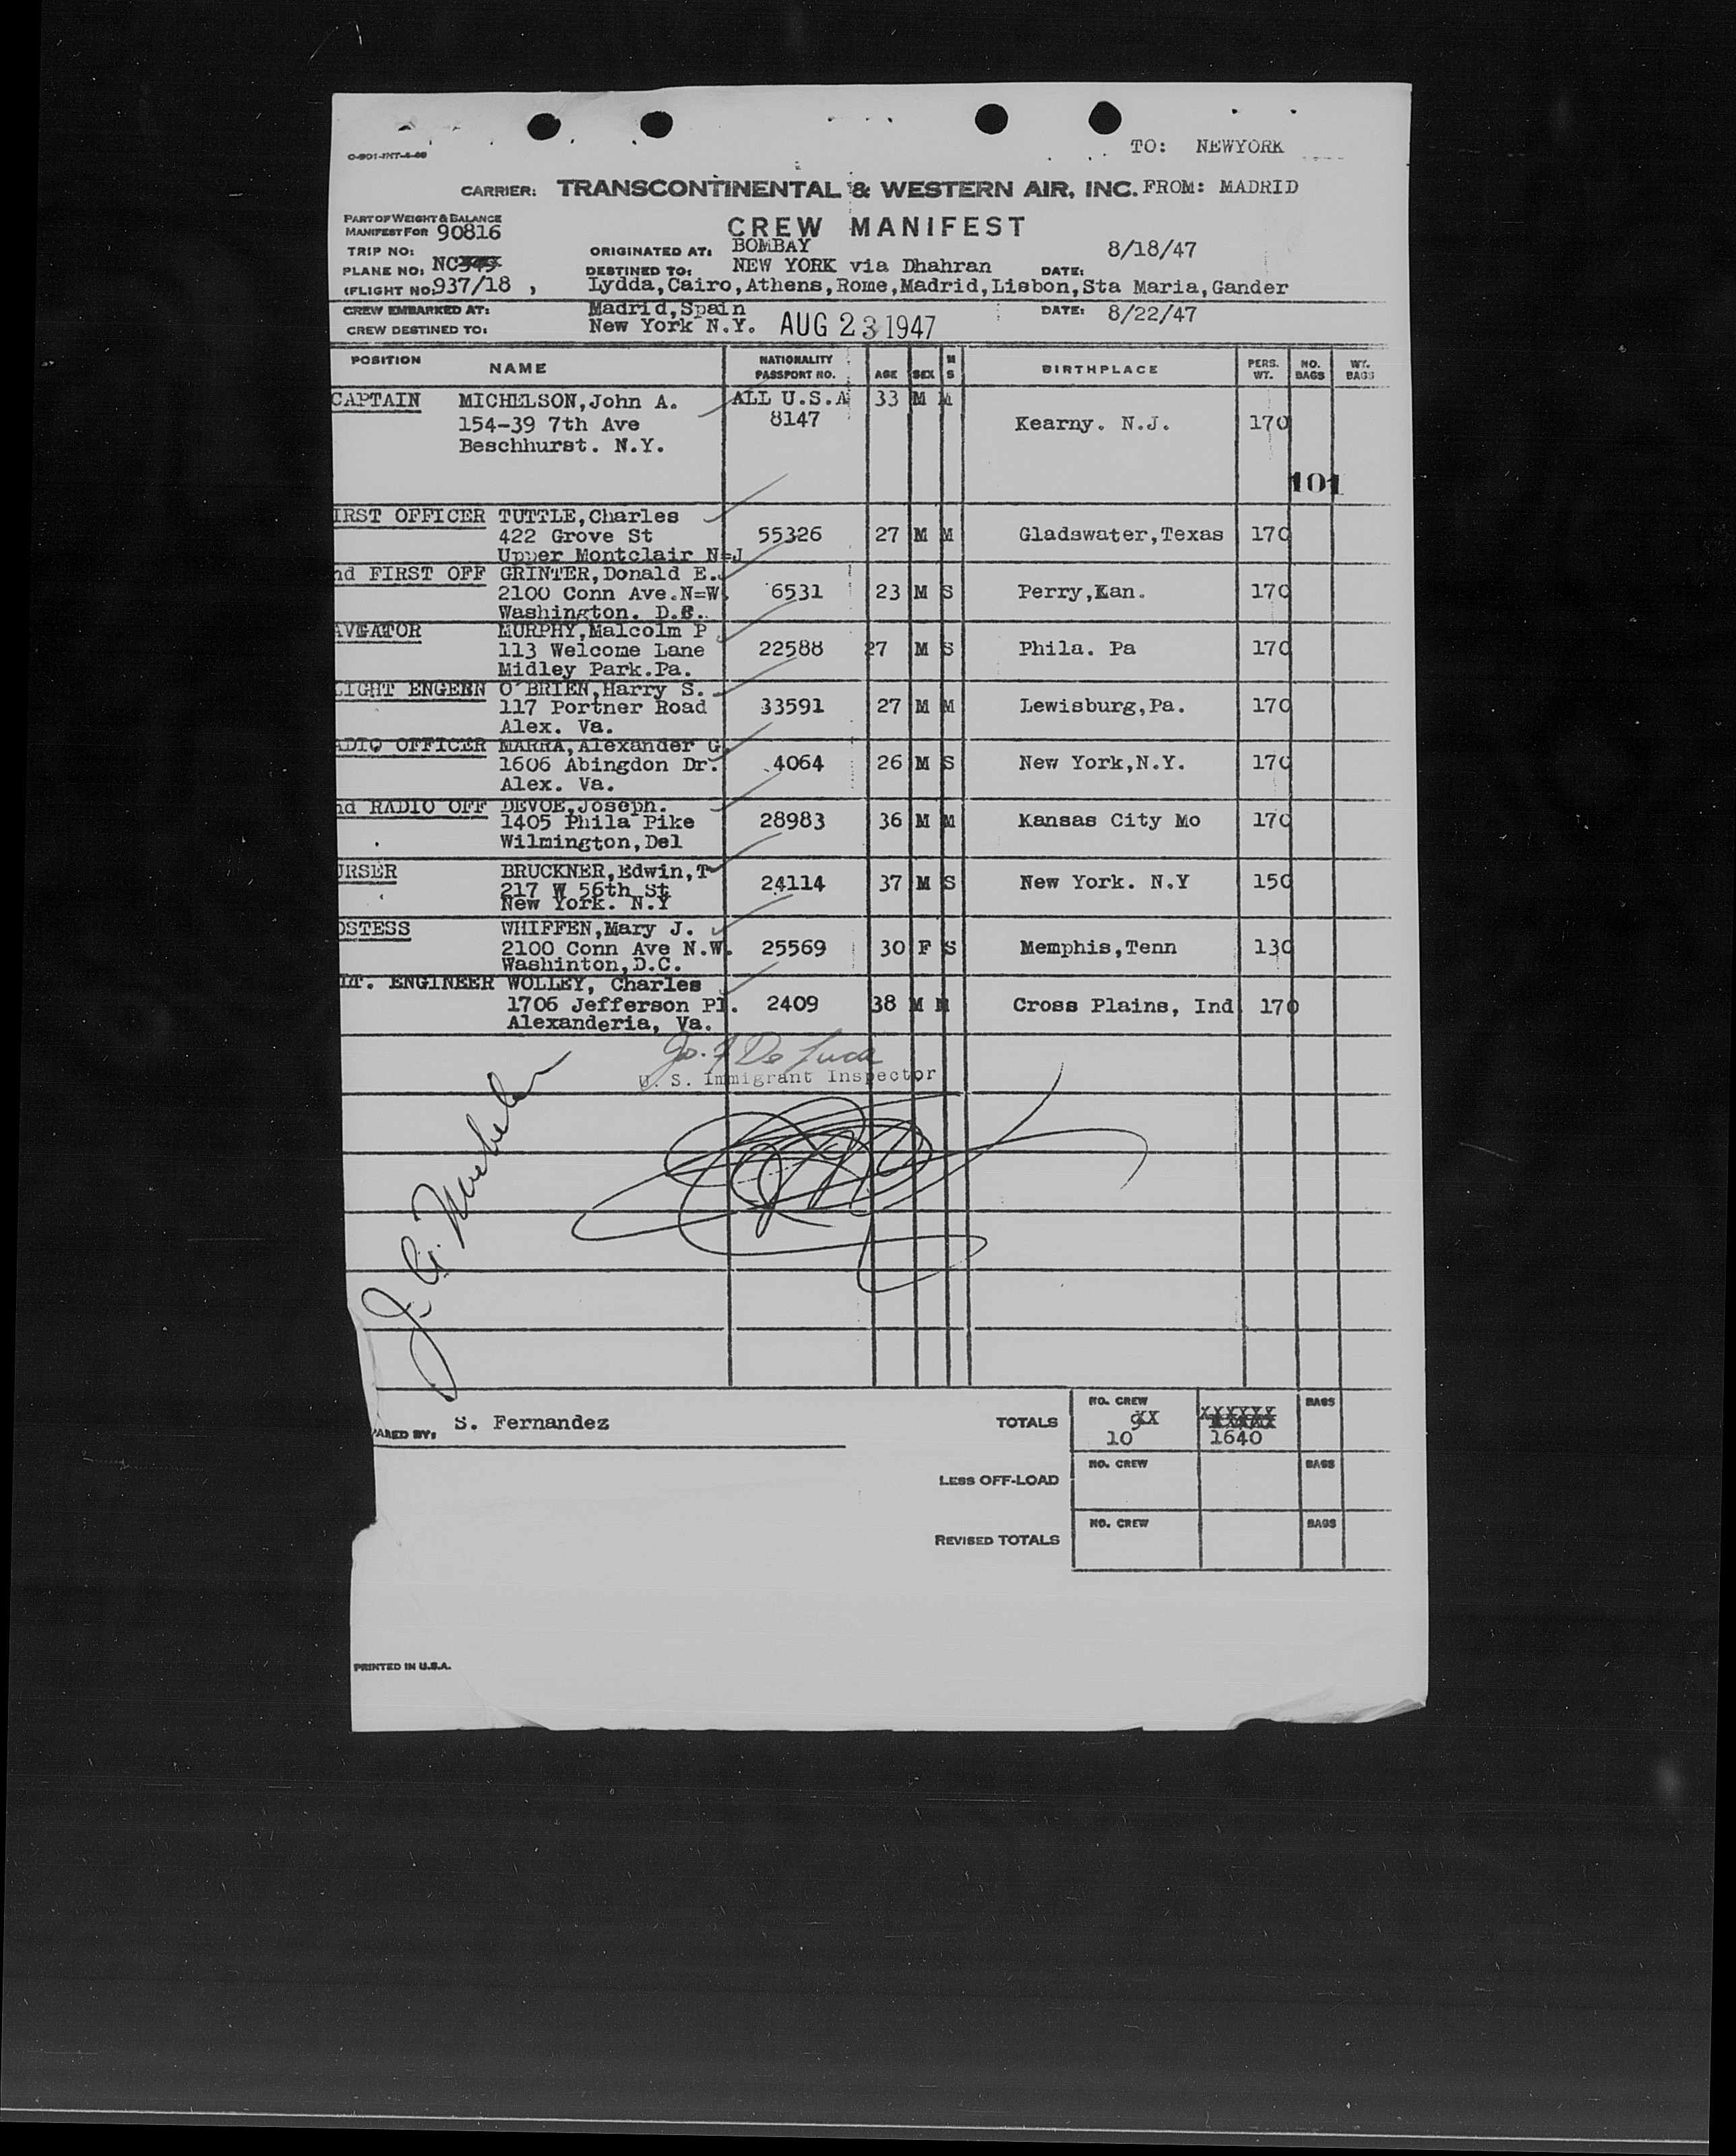 TO: NEWYORK
CARRIER: TRANSCONTINENTAL & WESTERN AIR, INC. FROM: MADRID
PART OF WEIGHT & BALANCE
MANIFEST FOR 90816
CREW MANIFEST
TRIP NO: ORIGINATED AT: BOMBAY 8/18/47
PLANE NO: NC DESTINED TO: NEW YORK via Dhahran DATE:
(FLIGHT NO. 937/18 , Lydda,Cairo,Athens,Rome,Madrid,Lisbon,Sta Maria,Gander
CREW EMBARKED AT: Madrid,Spain DATE: 8/22/47
CREW DESTINED TO: New York N.Y. AUG 23 1947
POSITION NAME NATIONALITY PASSPORT NO. AGE SEX M S BIRTHPLACE PERS. WT. NO. BAGS WT. BAGS
CAPTAIN MICHELSON,John A. ALL U.S.A 33 M M
154-39 7th Ave 8147 Kearny. N.J. 170
Beschhurst. N.Y.
101
IRST OFFICER TUTTLE,Charles
422 Grove St 55326 27 M M Gladswater,Texas 170
Upper Montclair N=J
nd FIRST OFF GRINTER,Donald E.
2100 Conn Ave.N=W. 6531 23 M S Perry,Kan. 170
Washington. D.C.
AVGATOR MURPHY,Malcolm P
113 Welcome Lane 22588 27 M S Phila. Pa 170
Midley Park.Pa.
LIGHT ENGERN O'BRIEN,Harry S.
117 Portner Road 33591 27 M M Lewisburg,Pa. 170
Alex. Va.
ADIO OFFICER MARRA,Alexander G.
1606 Abingdon Dr. 4064 26 M S New York,N.Y. 170
Alex. Va.
nd RADIO OFF DEVOE,Joseph.
1405 Phila Pike 28983 36 M M Kansas City Mo 170
Wilmington,Del
URSER BRUCKNER,Edwin,T
217 W 56th St 24114 37 M S New York. N.Y 150
New York. N.Y
OSTESS WHIFFEN,Mary J.
2100 Conn Ave N.W. 25569 30 F S Memphis,Tenn 130
Washinton,D.C.
LT. ENGINEER WOLLEY, Charles
1706 Jefferson Pl. 2409 38 M M Cross Plains, Ind 170
Alexanderia, Va.
Jo. F De Luca
U. S. Immigrant Inspector
PARED BY: S. Fernandez
TOTALS NO. CREW 10 1640 BAGS
LESS OFF-LOAD NO. CREW BAGS
REVISED TOTALS NO. CREW BAGS
PRINTED IN U.S.A.